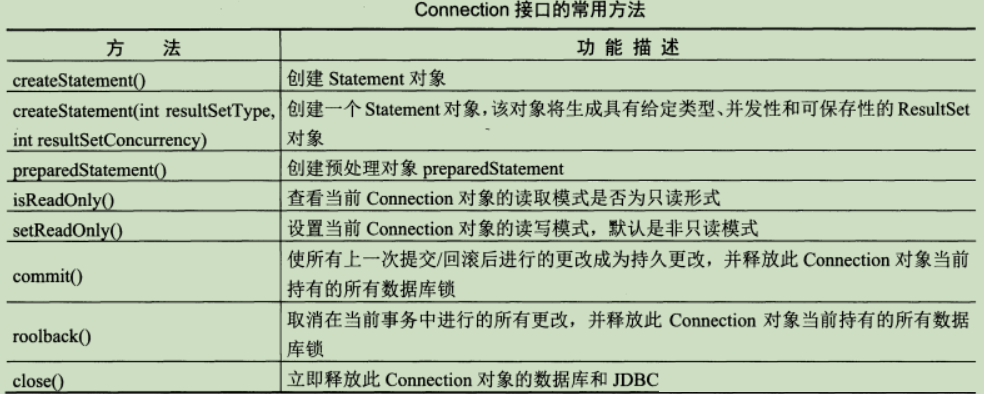 Connection 接口的常用方法
方 法 功 能 描 述
createStatement() 创建 Statement 对象
createStatement(int resultSetType, 创建一个 Statement 对象，该对象将生成具有给定类型、并发性和可保存性的 ResultSet
int resultSetConcurrency) 对象
preparedStatement() 创建预处理对象 preparedStatement
isReadOnly() 查看当前 Connection 对象的读取模式是否为只读形式
setReadOnly() 设置当前 Connection 对象的读写模式，默认是非只读模式
commit() 使所有上一次提交/回滚后进行的更改成为持久更改，并释放此 Connection 对象当前
持有的所有数据库锁
roolback() 取消在当前事务中进行的所有更改，并释放此 Connection 对象当前持有的所有数据
库锁
close() 立即释放此 Connection 对象的数据库和 JDBC